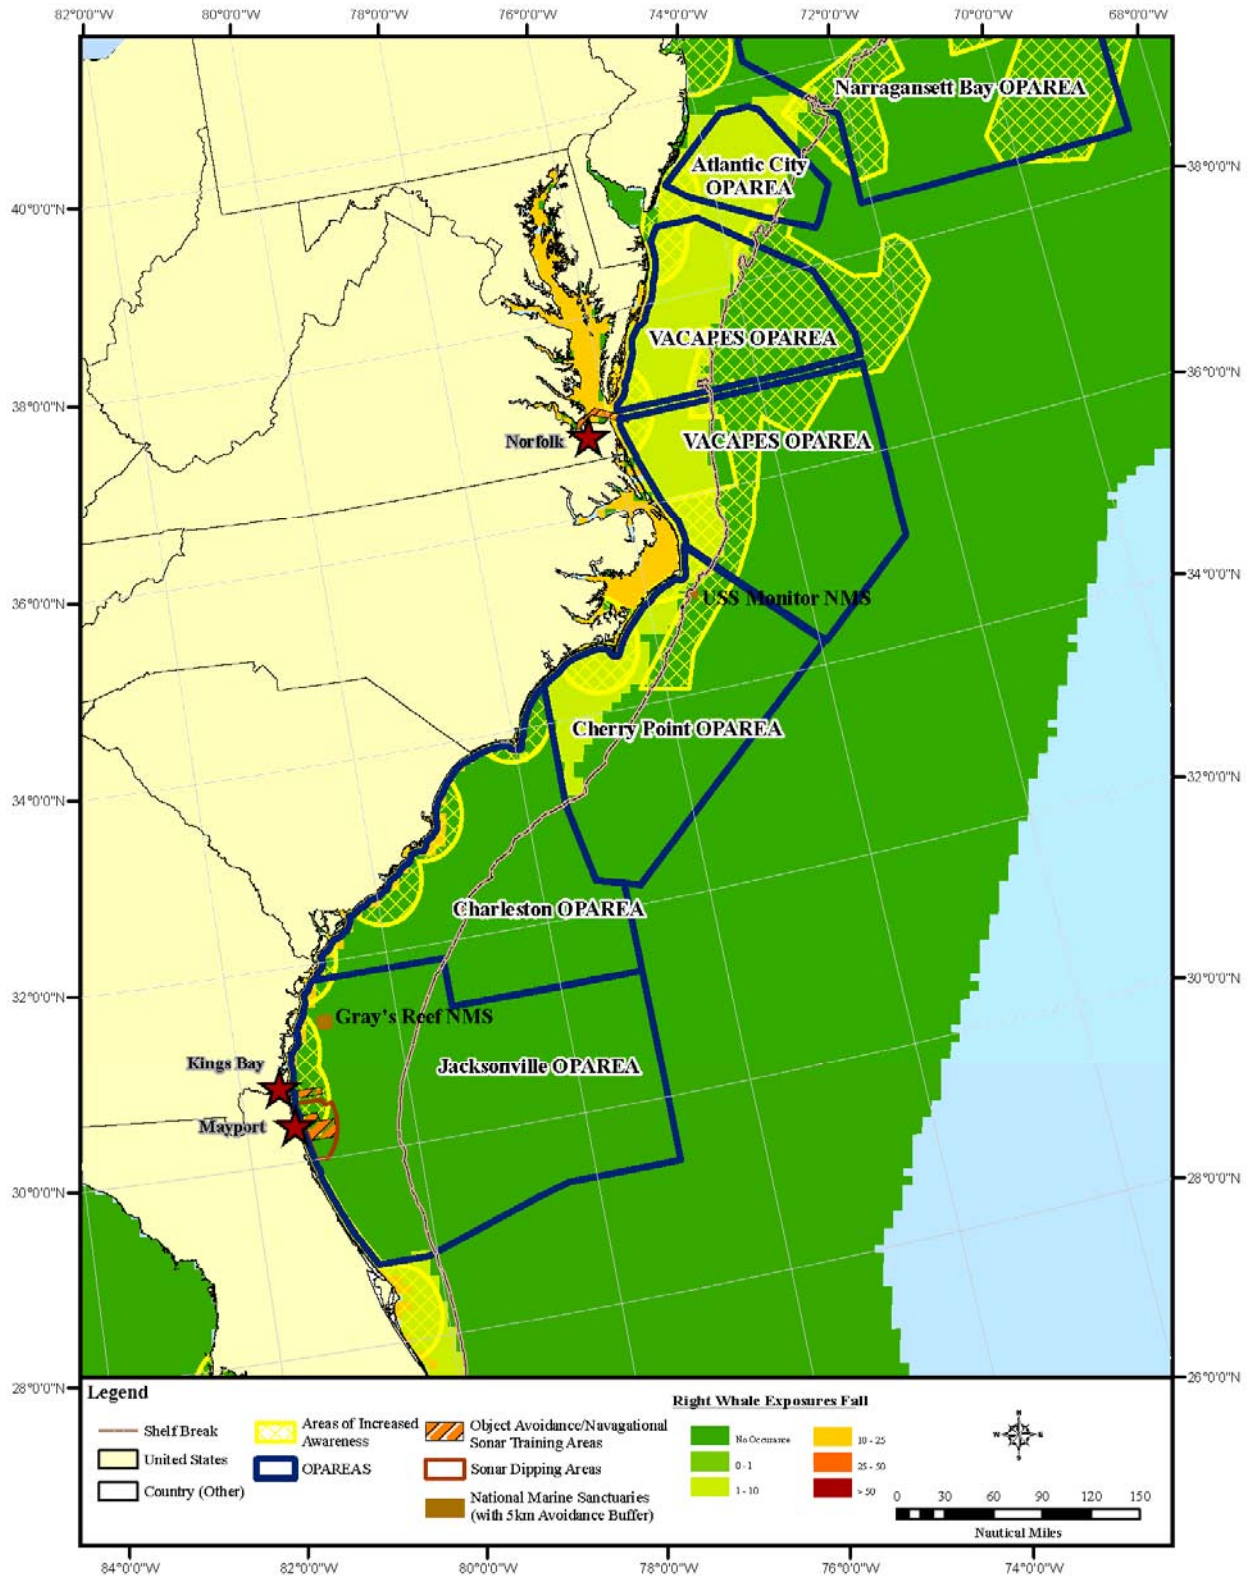 82°0'0"W 80°0'0"W 78°0'0"W 76°0'0"W 74°0'0"W 72°0'0"W 70°0'0"W 68°0'0"W
Narragansett Bay OPAREA
38°0'0"N
Atlantic City
OPAREA
40°0'0"N
VACAPES OPAREA
36°0'0"N
38°0'0"N
Norfolk
VACAPES OPAREA
34°0'0"N
USS Monitor NMS
36°0'0"N
Cherry Point OPAREA
32°0'0"N
34°0'0"N
Charleston OPAREA
30°0'0"N
32°0'0"N
Gray's Reef NMS
Kings Bay
Jacksonville OPAREA
Mayport
28°0'0"N
30°0'0"N
26°0'0"N
28°0'0"N
Legend
Shelf Break
United States
Country (Other)
Areas of Increased
Awareness
OPAREAS
Object Avoidance/Navagational
Sonar Training Areas
Sonar Dipping Areas
National Marine Sanctuaries
(with 5km Avoidance Buffer)
Right Whale Exposures Fall
No Occurance
0 - 1
1 - 10
10 - 25
25 - 50
> 50
N
W E
S
0 30 60 90 120 150
Nautical Miles
84°0'0"W 82°0'0"W 80°0'0"W 78°0'0"W 76°0'0"W 74°0'0"W